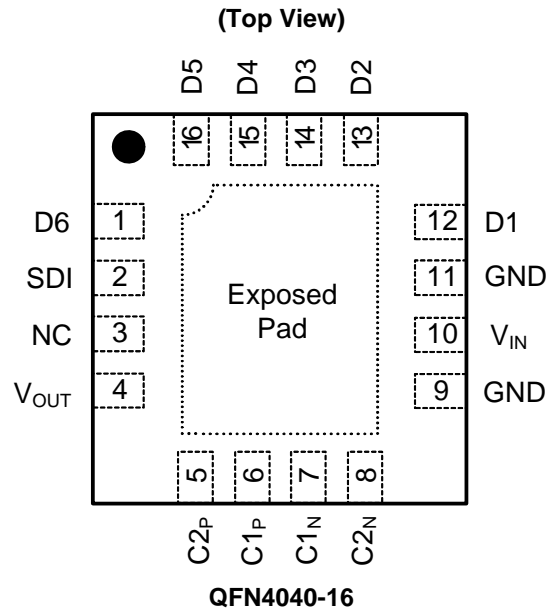 (Top View)
D5 D4 D3 D2
16 15 14 13
D6 1 12 D1
SDI 2 11 GND
Exposed
Pad
NC 3 10 VIN
VOUT 4 9 GND
5 6 7 8
C2P C1P C1N C2N
QFN4040-16